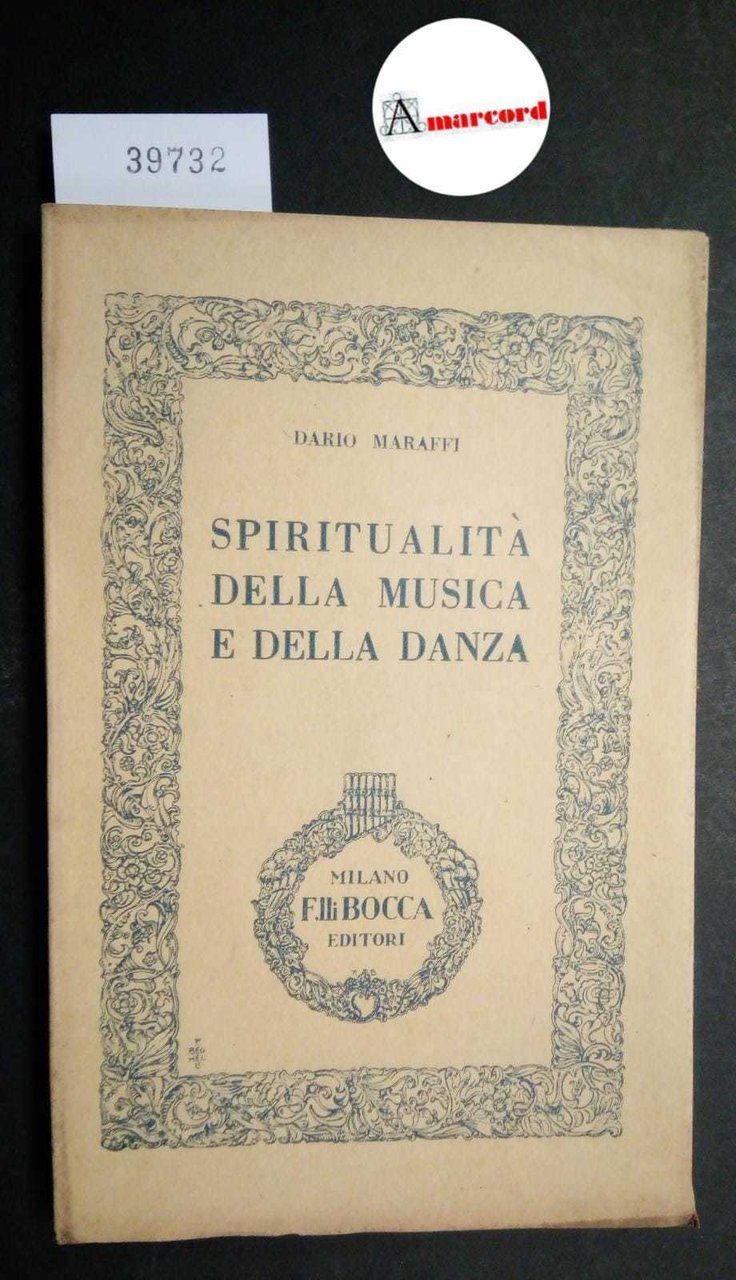 Amarcord
39732
DARIO MARAFFI
SPIRITUALITÀ
DELLA MUSICA
E DELLA DANZA
MILANO
F.lli BOCCA
EDITORI